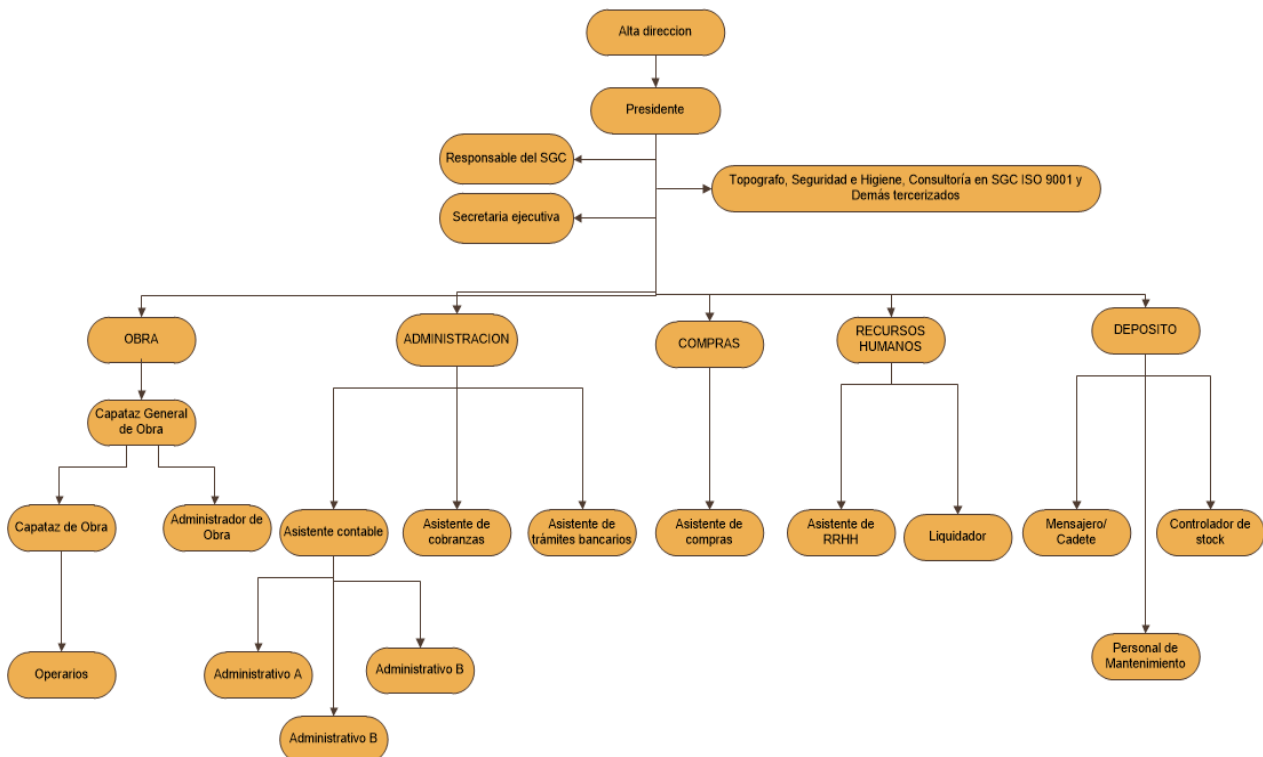 Alta direccion
Presidente
Responsable del SGC
Topografo, Seguridad e Higiene, Consultoría en SGC ISO 9001 y
Demás tercerizados
Secretaria ejecutiva
OBRA
ADMINISTRACION
COMPRAS
RECURSOS
HUMANOS
DEPOSITO
Capataz General
de Obra
Capataz de Obra
Administrador de
Obra
Asistente contable
Asistente de
cobranzas
Asistente de
trámites bancarios
Asistente de
compras
Asistente de
RRHH
Liquidador
Mensajero/
Cadete
Controlador de
stock
Operarios
Administrativo A
Administrativo B
Personal de
Mantenimiento
Administrativo B